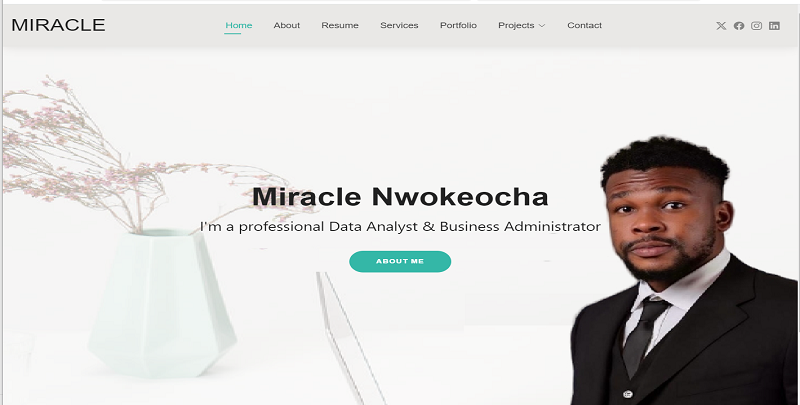 MIRACLE
Home About Resume Services Portfolio Projects Contact
Miracle Nwokeocha
I'm a professional Data Analyst & Business Administrator
ABOUT ME